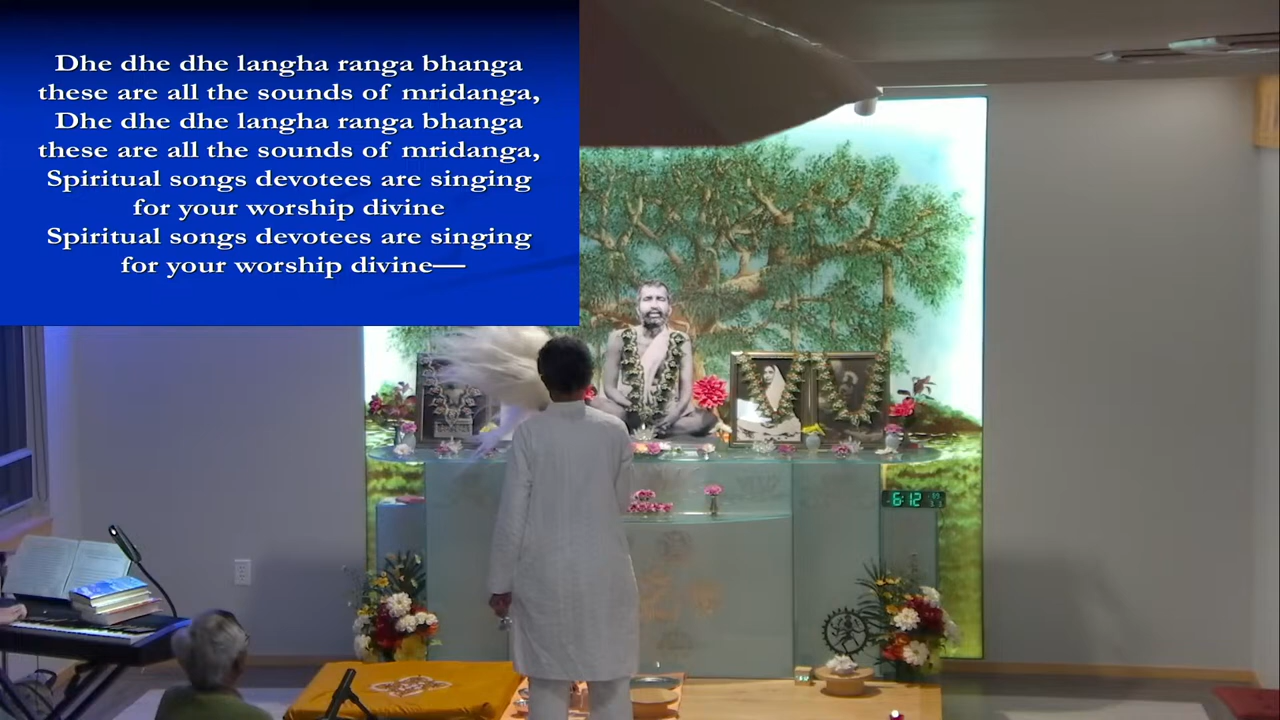 Dhe dhe dhe langha ranga bhanga
these are all the sounds of mridanga,
Dhe dhe dhe langha ranga bhanga
these are all the sounds of mridanga,
Spiritual songs devotees are singing
for your worship divine
Spiritual songs devotees are singing
for your worship divine—
6:12